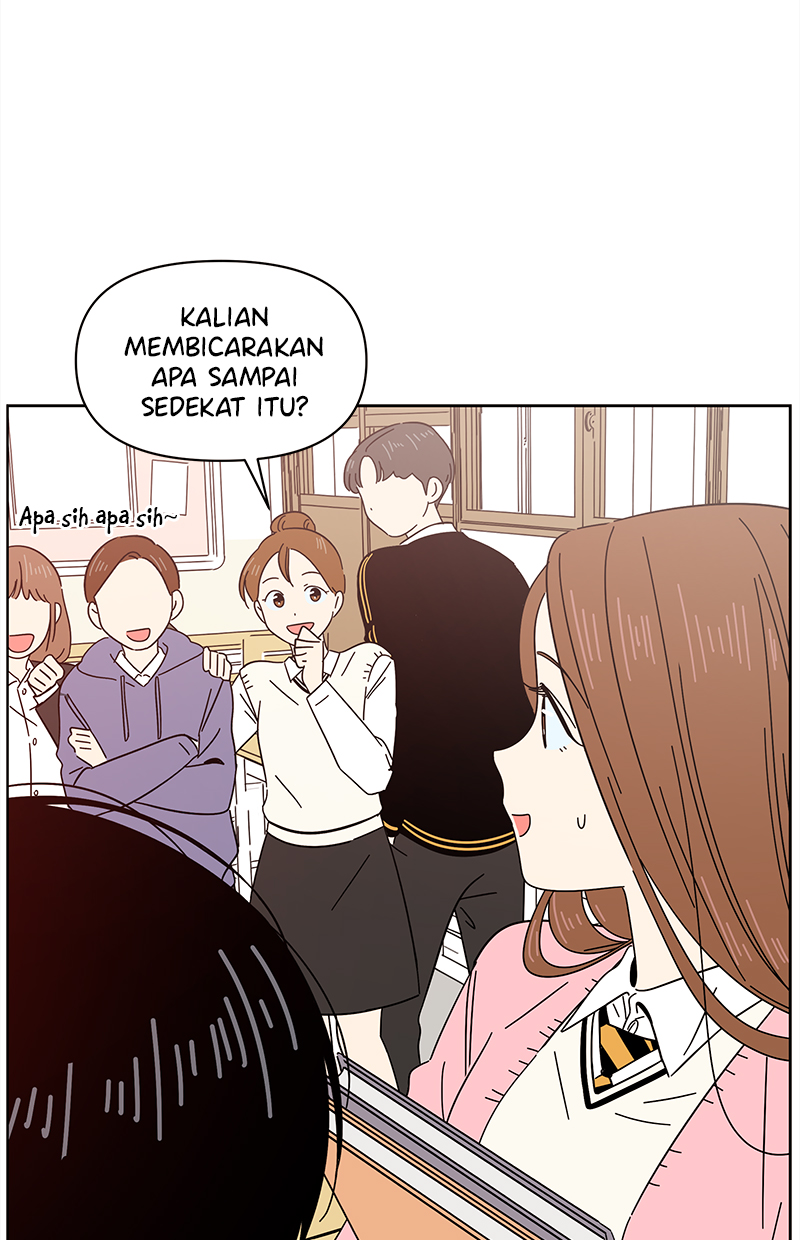 KALIAN
MEMBICARAKAN
APA SAMPAI
SEDEKAT ITU?
Apa sih apa sih~